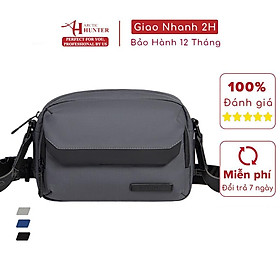 ARCTIC
HUNTER
PERFECT FOR YOU,
PROFESSIONAL BY US
Giao Nhanh 2H
Bảo Hành 12 Tháng
100%
Đánh giá
Miễn phí
Đổi trả 7 ngày